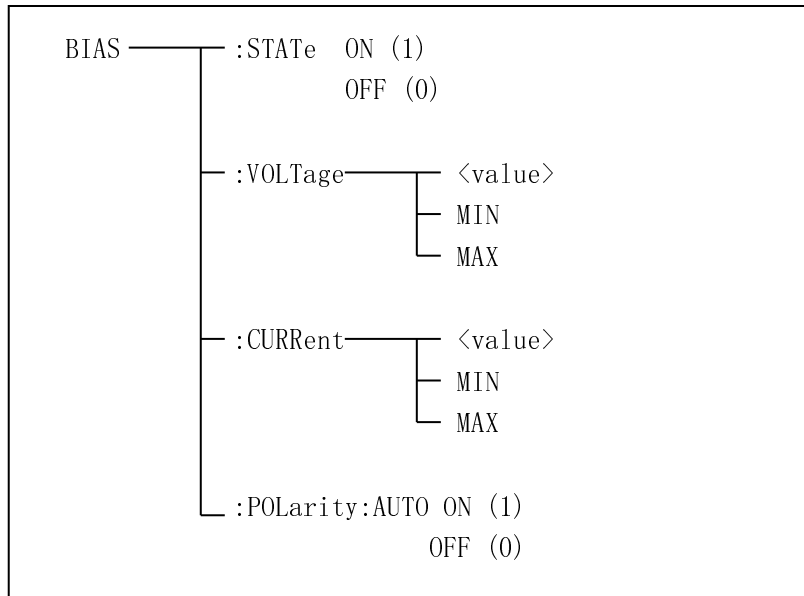 BIAS :STATe ON (1)
OFF (0)
:VOLTage <value>
MIN
MAX
:CURRent <value>
MIN
MAX
:POLarity:AUTO ON (1)
OFF (0)